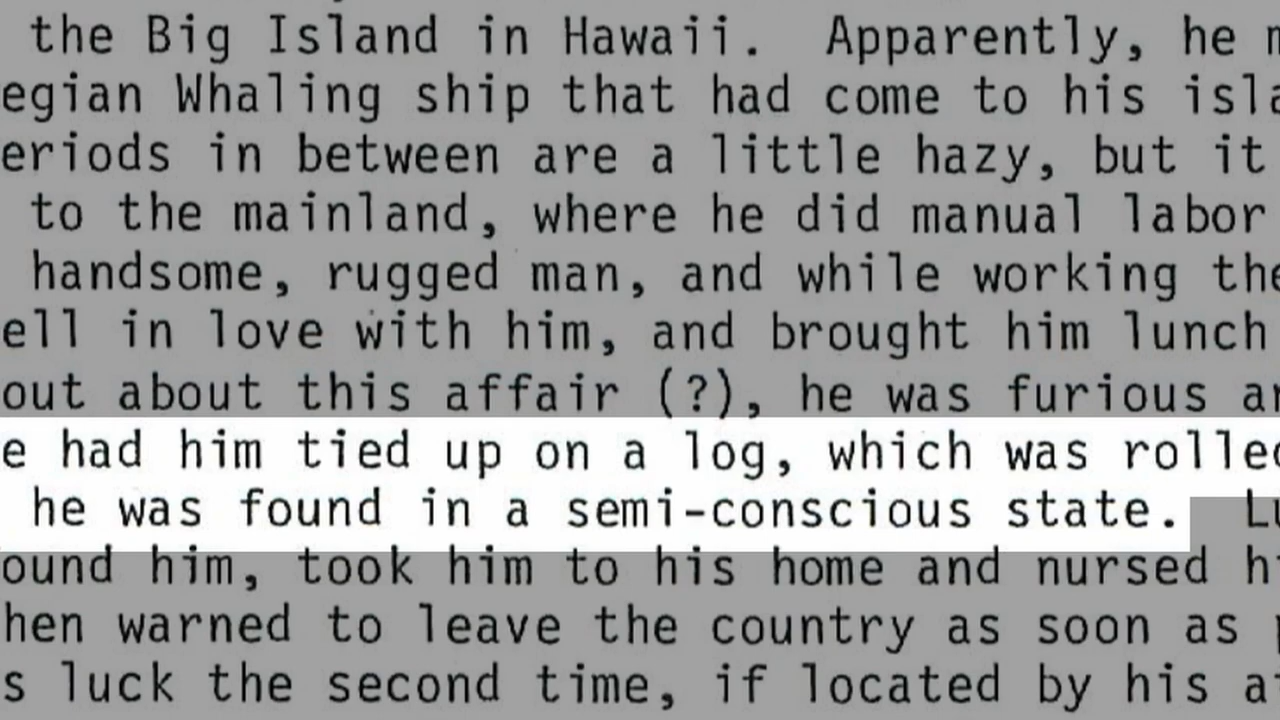 the Big Island in Hawaii. Apparently, he
egian Whaling ship that had come to his isla
eriods in between are a little hazy, but it
to the mainland, where he did manual labor
handsome, rugged man, and while working the
ell in love with him, and brought him lunch
out about this affair (?), he was furious an
e had him tied up on a log, which was rolled
he was found in a semi-conscious state.
ound him, took him to his home and nursed hi
hen warned to leave the country as soon as
s luck the second time, if located by his a